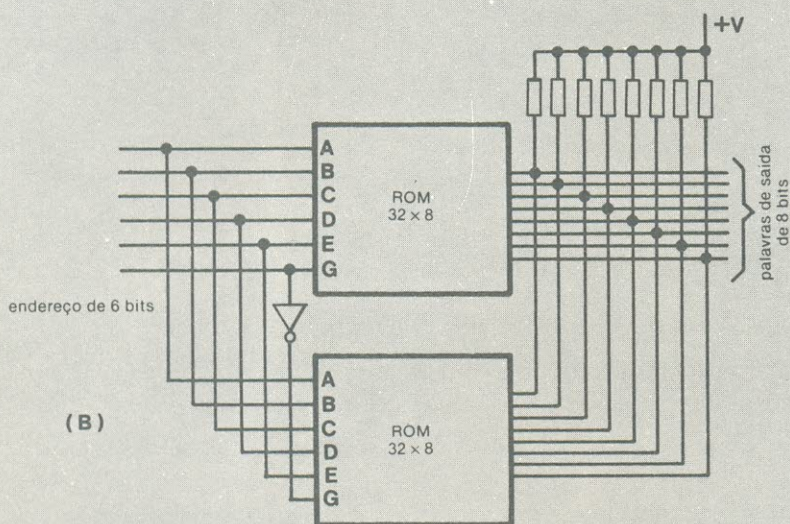 +V
A
B
C
D
E
G
ROM
32 × 8
palavras de saída
de 8 bits
endereço de 6 bits
(B)
A
B
C
D
E
G
ROM
32 × 8